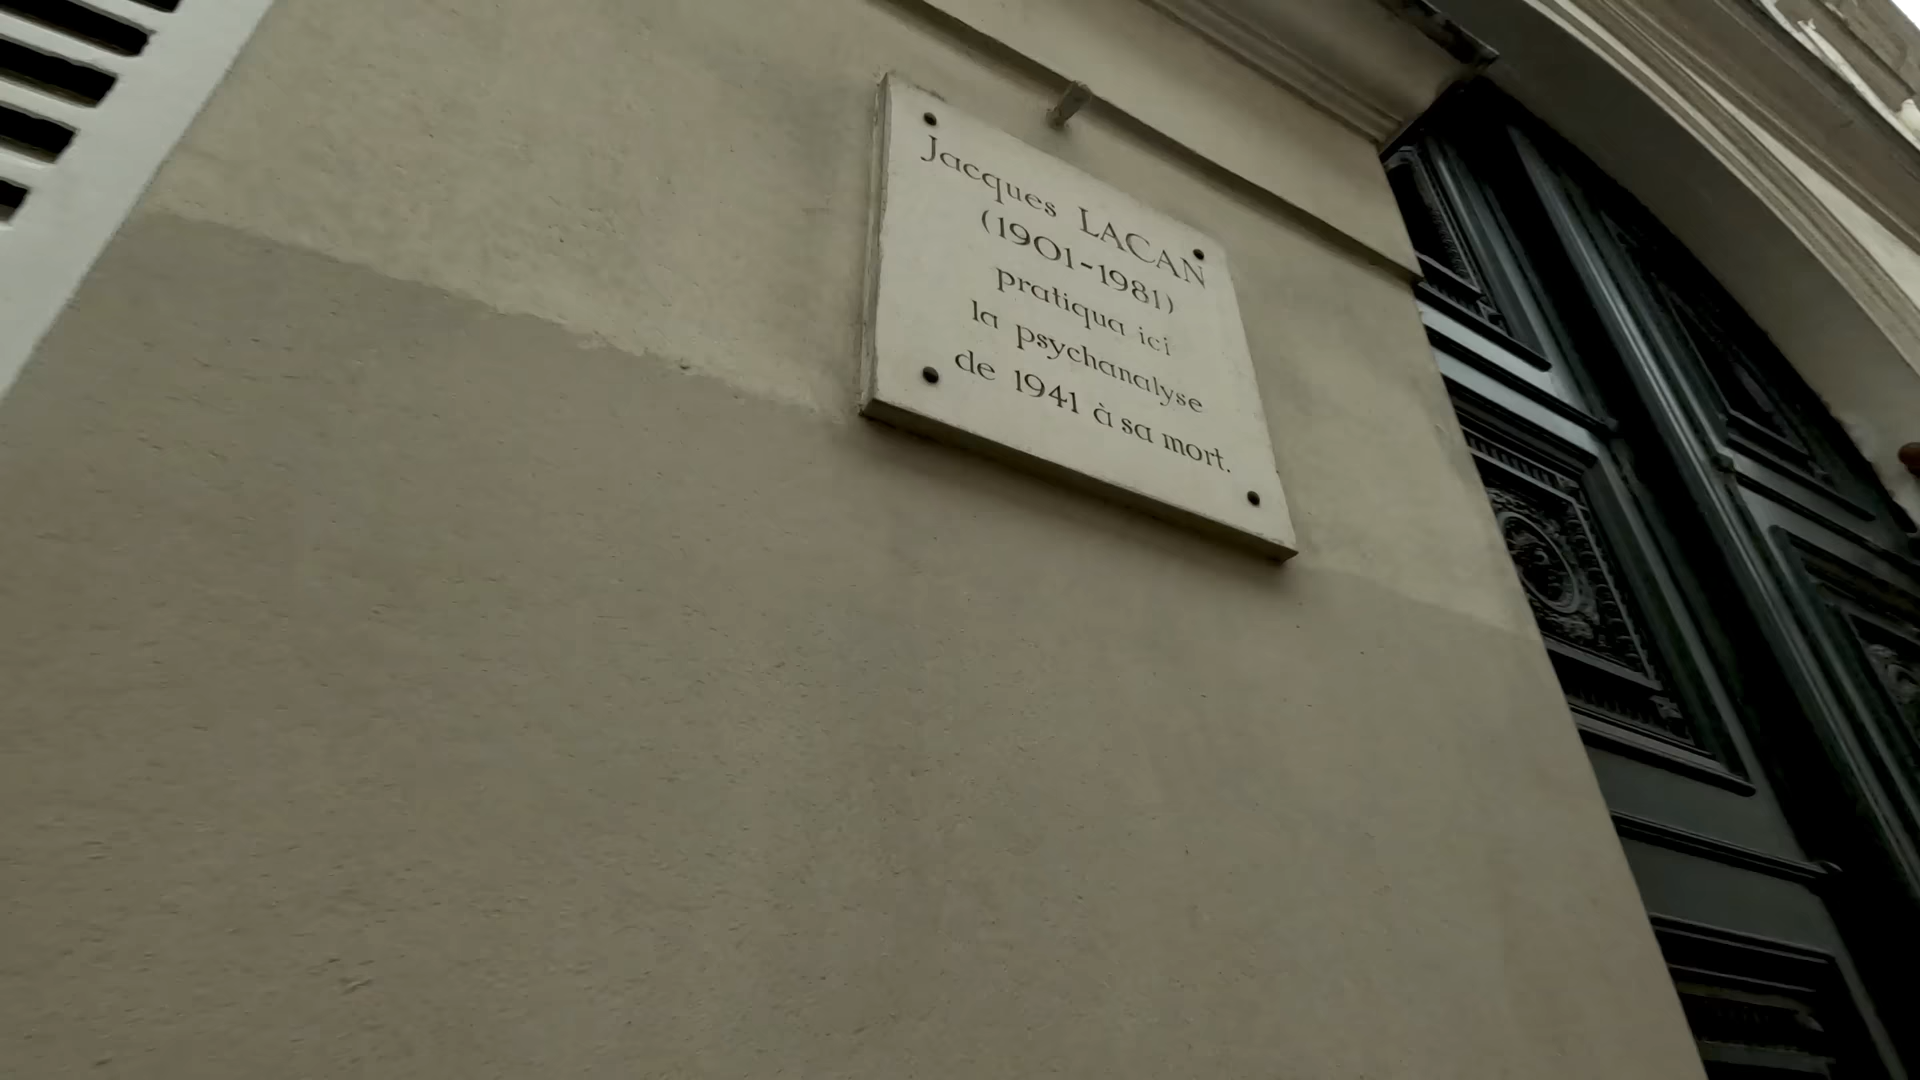 Jacques LACAN
(1901-1981)
pratiqua ici
la psychanalyse
de 1941 à sa mort.